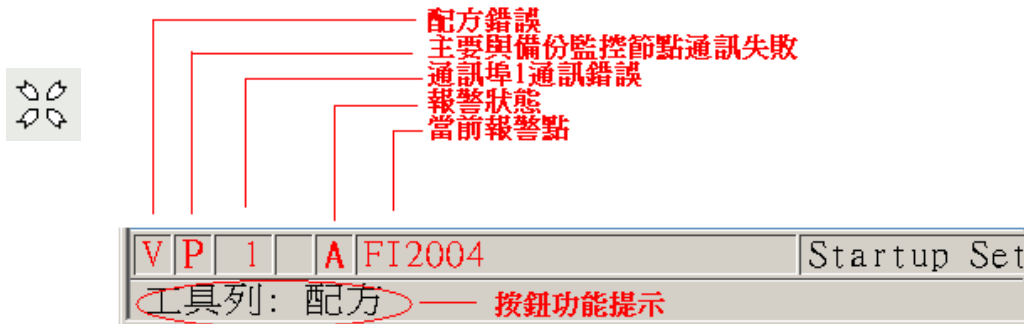 配方錯誤
主要與備份監控節點通訊失敗
通訊埠1通訊錯誤
報警狀態
當前報警點
V P 1 A FI2004 Startup Set
工具列: 配方
按鈕功能提示